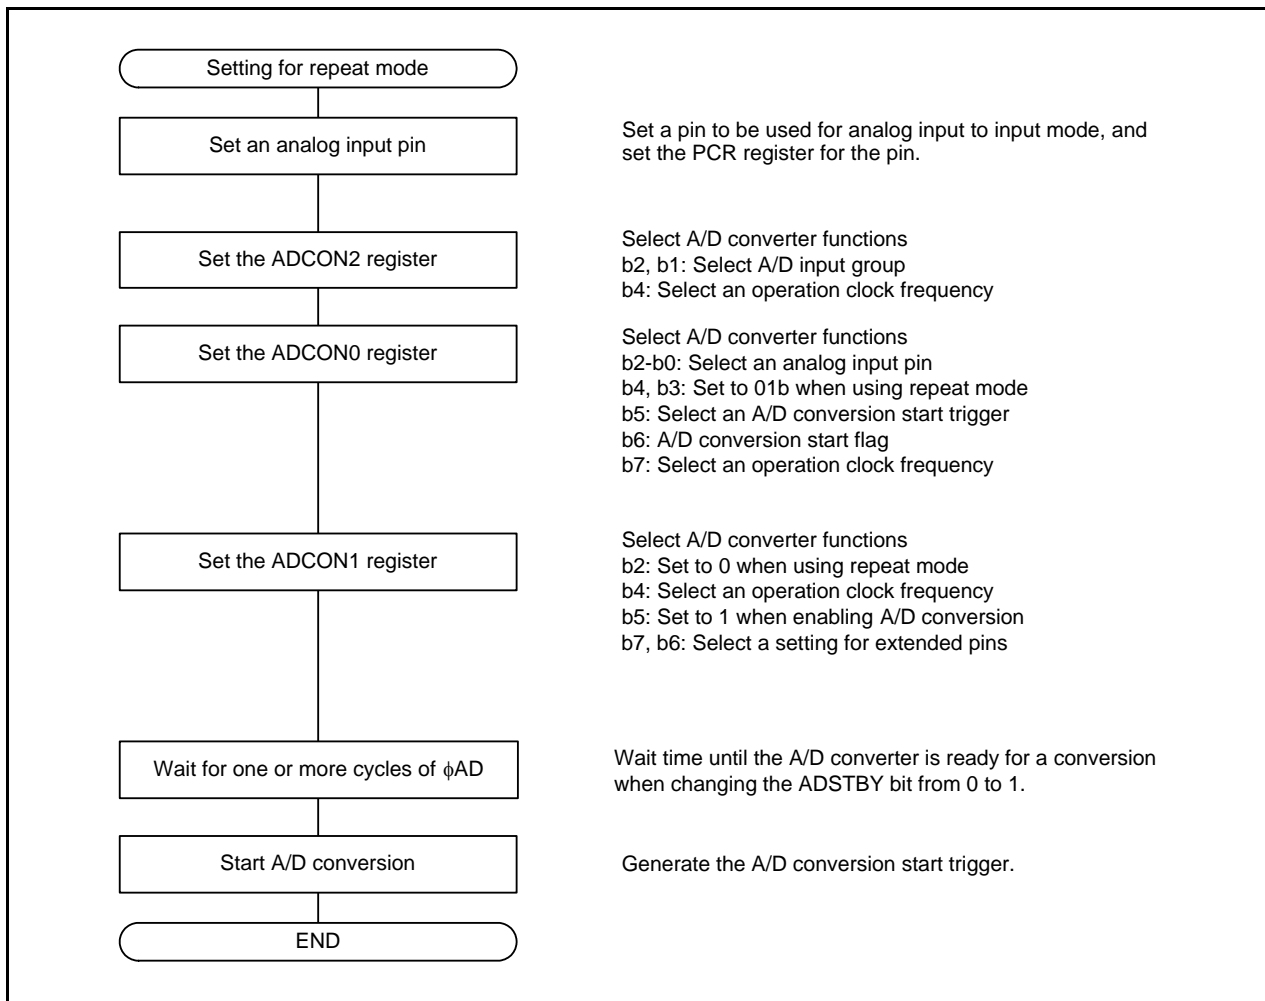 Setting for repeat mode
Set an analog input pin
Set a pin to be used for analog input to input mode, and
set the PCR register for the pin.
Set the ADCON2 register
Select A/D converter functions
b2, b1: Select A/D input group
b4: Select an operation clock frequency
Set the ADCON0 register
Select A/D converter functions
b2-b0: Select an analog input pin
b4, b3: Set to 01b when using repeat mode
b5: Select an A/D conversion start trigger
b6: A/D conversion start flag
b7: Select an operation clock frequency
Set the ADCON1 register
Select A/D converter functions
b2: Set to 0 when using repeat mode
b4: Select an operation clock frequency
b5: Set to 1 when enabling A/D conversion
b7, b6: Select a setting for extended pins
Wait for one or more cycles of ϕAD
Wait time until the A/D converter is ready for a conversion
when changing the ADSTBY bit from 0 to 1.
Start A/D conversion
Generate the A/D conversion start trigger.
END